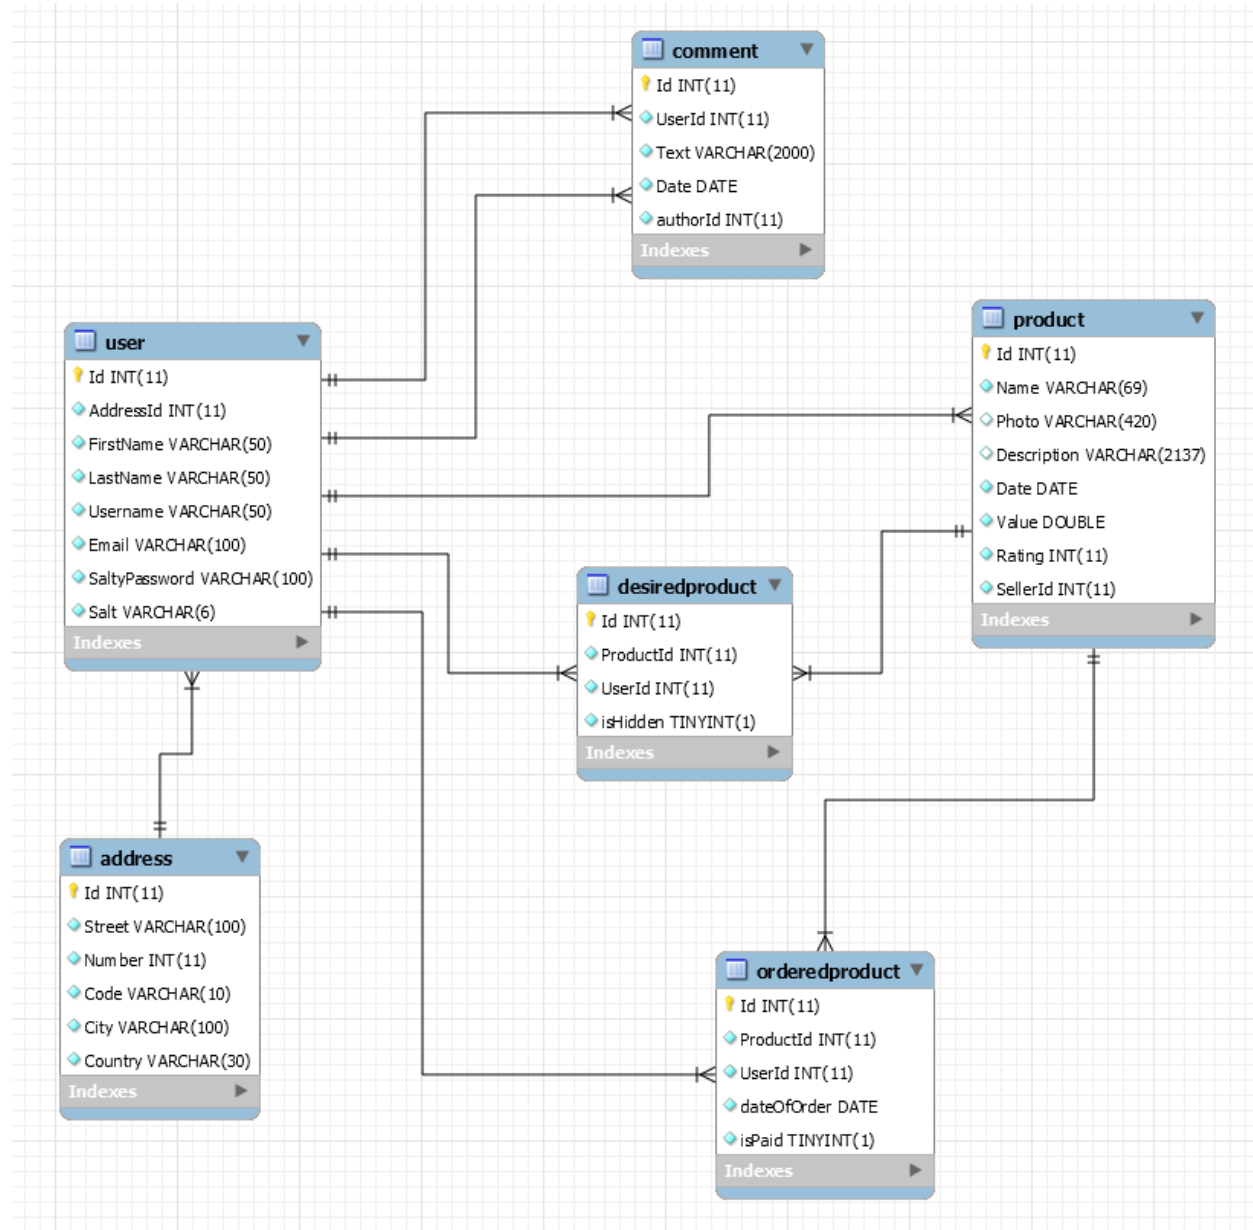 comment
Id INT(11)
UserId INT(11)
Text VARCHAR(2000)
Date DATE
authorId INT(11)
Indexes
user
Id INT(11)
AddressId INT(11)
FirstName VARCHAR(50)
LastName VARCHAR(50)
Username VARCHAR(50)
Email VARCHAR(100)
SaltyPassword VARCHAR(100)
Salt VARCHAR(6)
Indexes
product
Id INT(11)
Name VARCHAR(69)
Photo VARCHAR(420)
Description VARCHAR(2137)
Date DATE
Value DOUBLE
Rating INT(11)
SellerId INT(11)
Indexes
desiredproduct
Id INT(11)
ProductId INT(11)
UserId INT(11)
isHidden TINYINT(1)
Indexes
address
Id INT(11)
Street VARCHAR(100)
Number INT(11)
Code VARCHAR(10)
City VARCHAR(100)
Country VARCHAR(30)
Indexes
orderedproduct
Id INT(11)
ProductId INT(11)
UserId INT(11)
dateOfOrder DATE
isPaid TINYINT(1)
Indexes